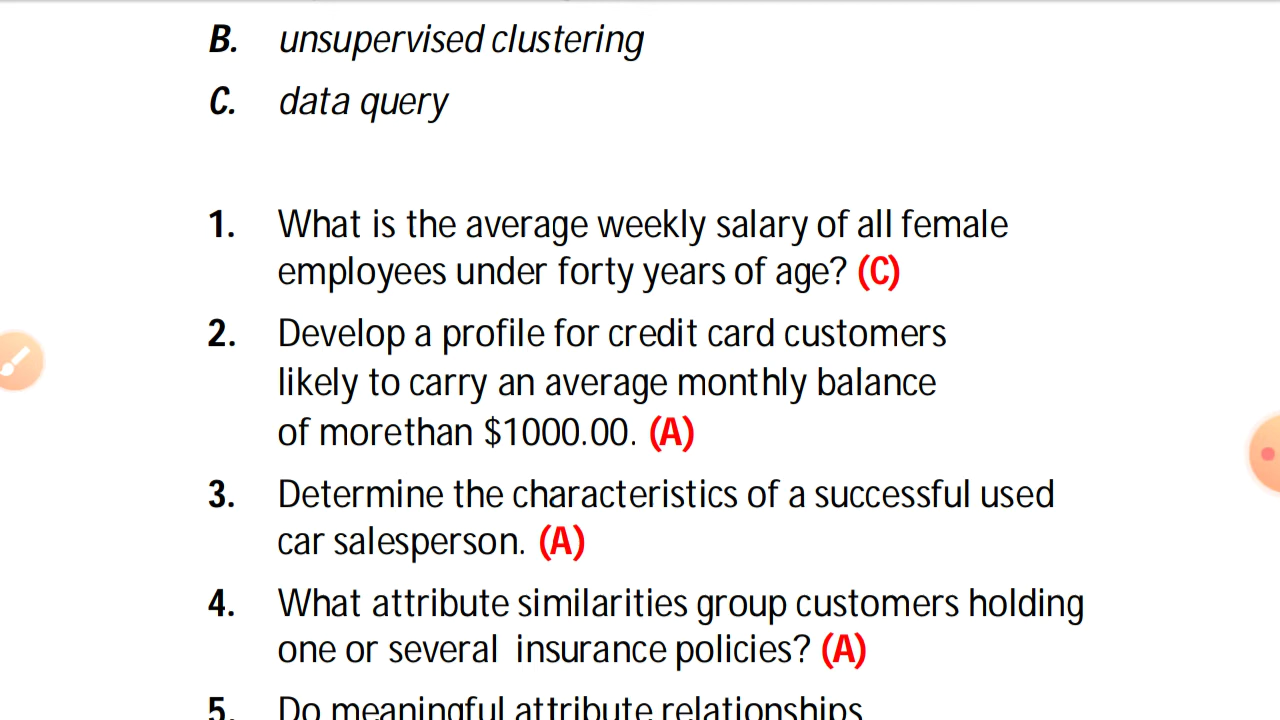 B. unsupervised clustering
C. data query
1. What is the average weekly salary of all female
employees under forty years of age? (C)
2. Develop a profile for credit card customers
likely to carry an average monthly balance
of morethan $1000.00. (A)
3. Determine the characteristics of a successful used
car salesperson. (A)
4. What attribute similarities group customers holding
one or several insurance policies? (A)
5. Do meaningful attribute relationships